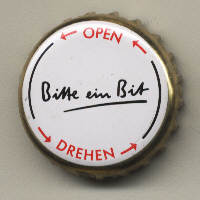 OPEN
Bitte ein Bit
DREHEN